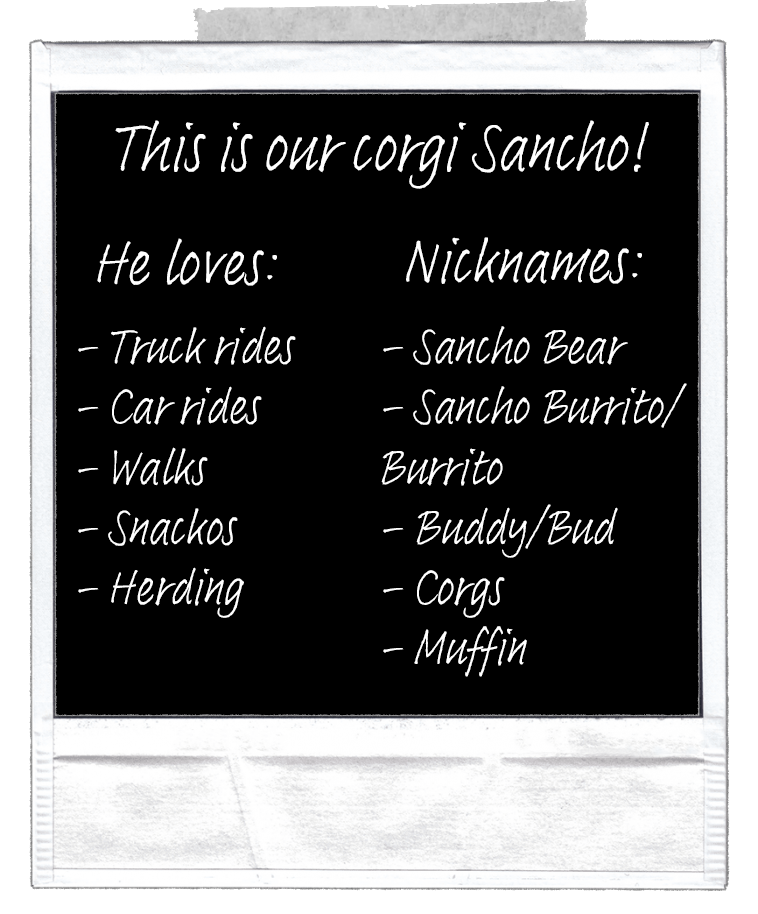 This is our corgi Sancho!
He loves:
– Truck rides
– Car rides
– Walks
– Snackos
– Herding
Nicknames:
– Sancho Bear
– Sancho Burrito/
Burrito
– Buddy/Bud
– Corgs
– Muffin